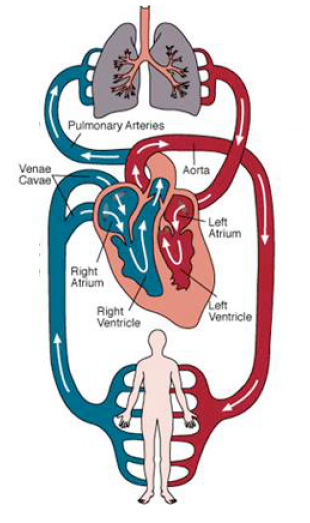 Pulmonary Arteries
Aorta
Venae
Cavae
Left
Atrium
Right
Atrium
Right
Ventricle
Left
Ventricle